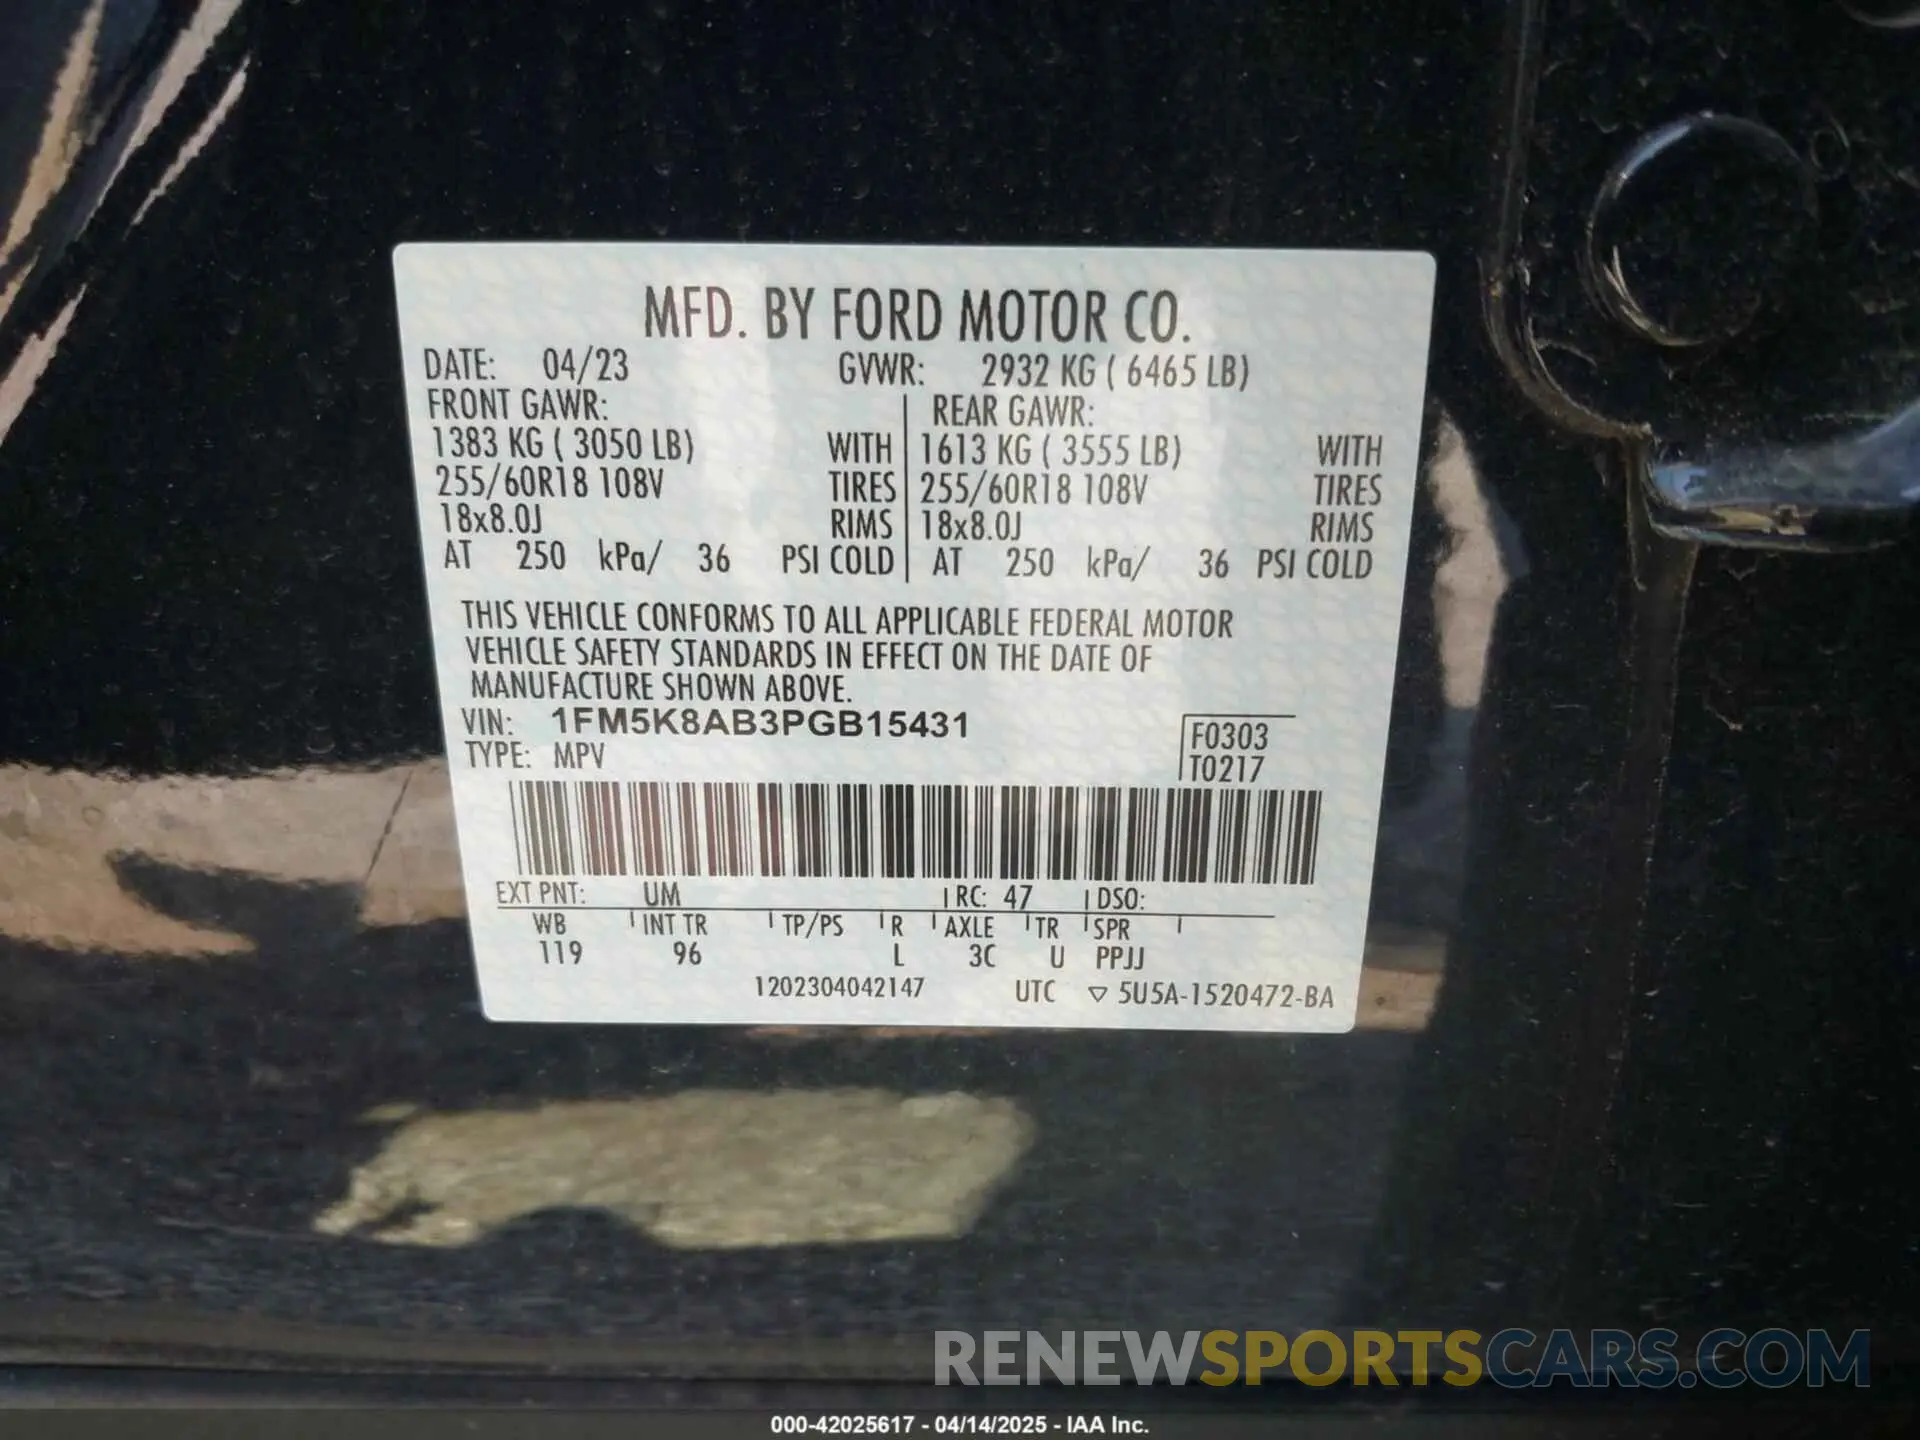 MFD. BY FORD MOTOR CO.
DATE: 04/23 GVWR: 2932 KG ( 6465 LB)
FRONT GAWR: REAR GAWR:
1383 KG ( 3050 LB) WITH 1613 KG ( 3555 LB) WITH
255/60R18 108V TIRES 255/60R18 108V TIRES
18x8.0J RIMS 18x8.0J RIMS
AT 250 kPa/ 36 PSI COLD AT 250 kPa/ 36 PSI COLD
THIS VEHICLE CONFORMS TO ALL APPLICABLE FEDERAL MOTOR
VEHICLE SAFETY STANDARDS IN EFFECT ON THE DATE OF
MANUFACTURE SHOWN ABOVE.
VIN: 1FM5K8AB3PGB15431 F0303
TYPE: MPV T0217
EXT PNT: UM RC: 47 DSO:
WB INT TR TP/PS R AXLE TR SPR
119 96 L 3C U PPJJ
1202304042147 UTC ▽ 5U5A-1520472-BA
RENEWSPORTSCARS.COM
000-42025617 - 04/14/2025 - IAA Inc.